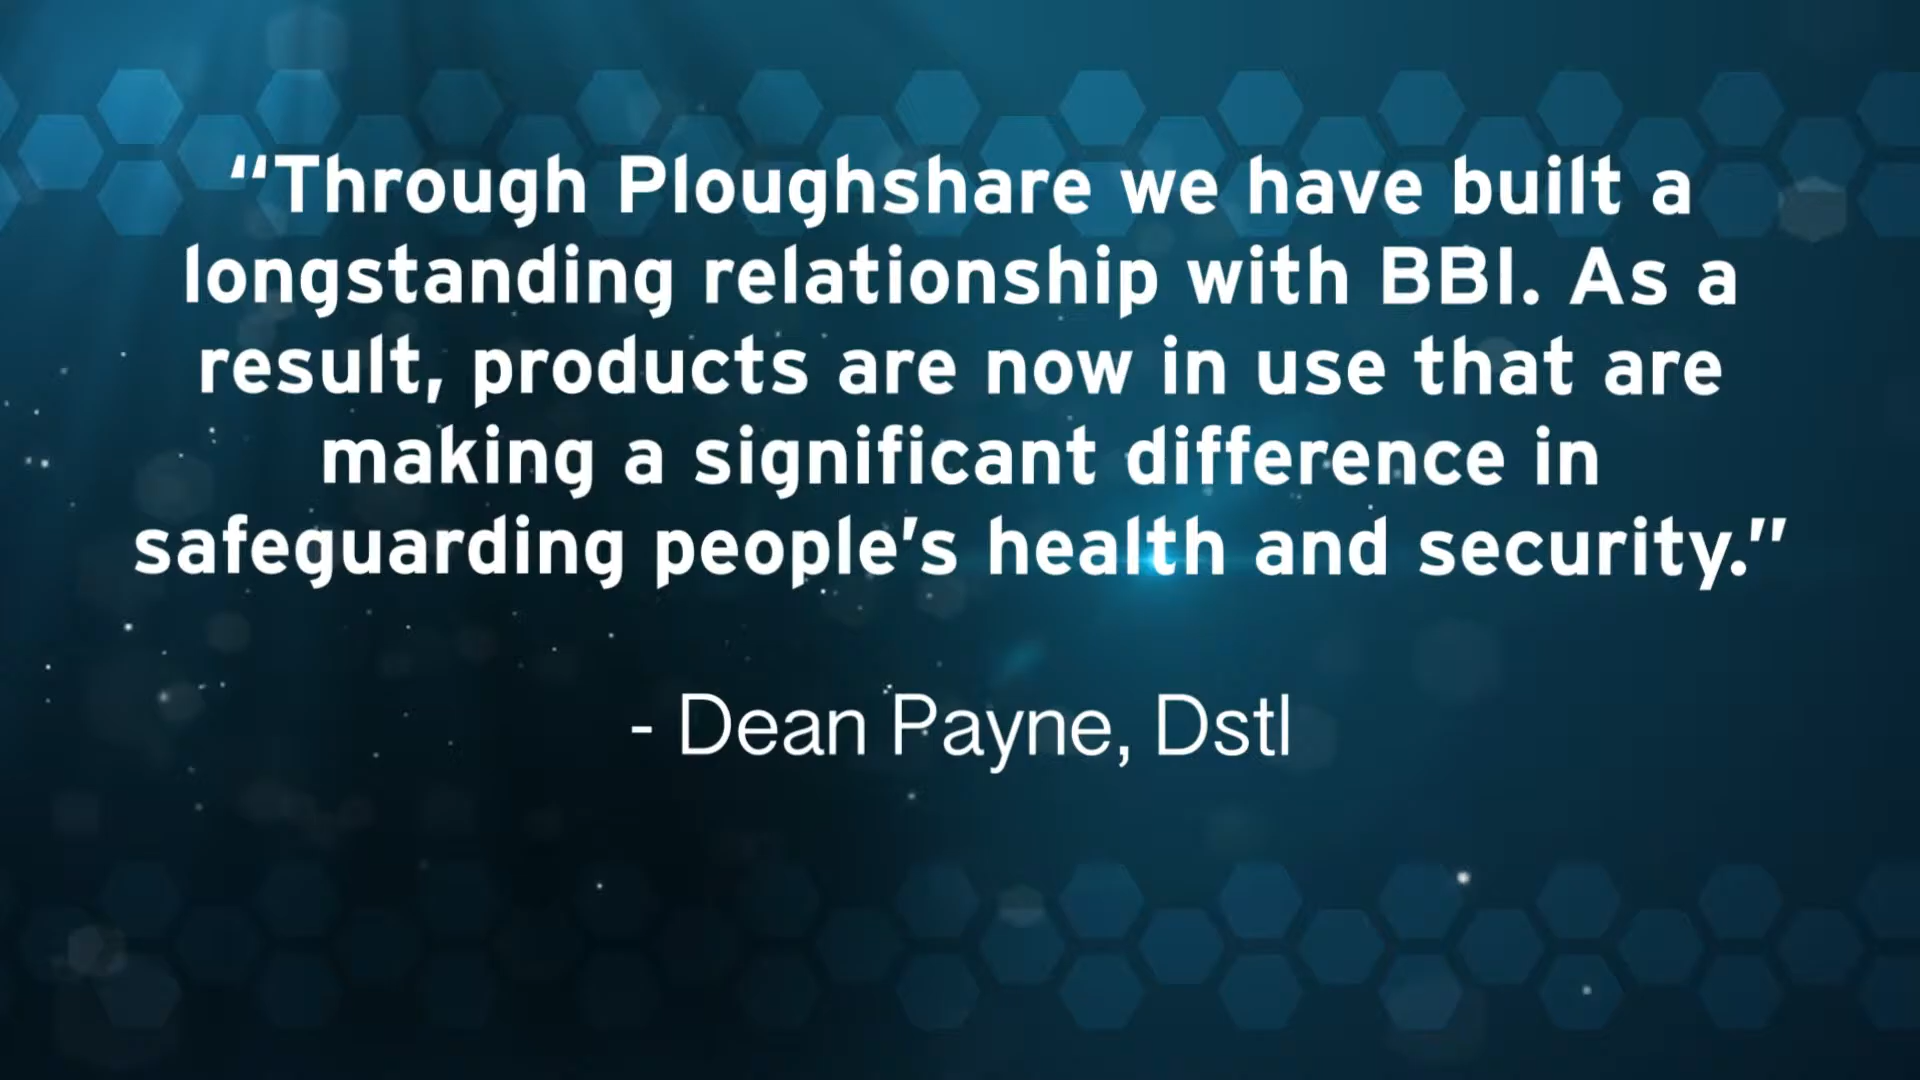 “Through Ploughshare we have built a
longstanding relationship with BBI. As a
result, products are now in use that are
making a significant difference in
safeguarding people’s health and security.”
- Dean Payne, Dstl